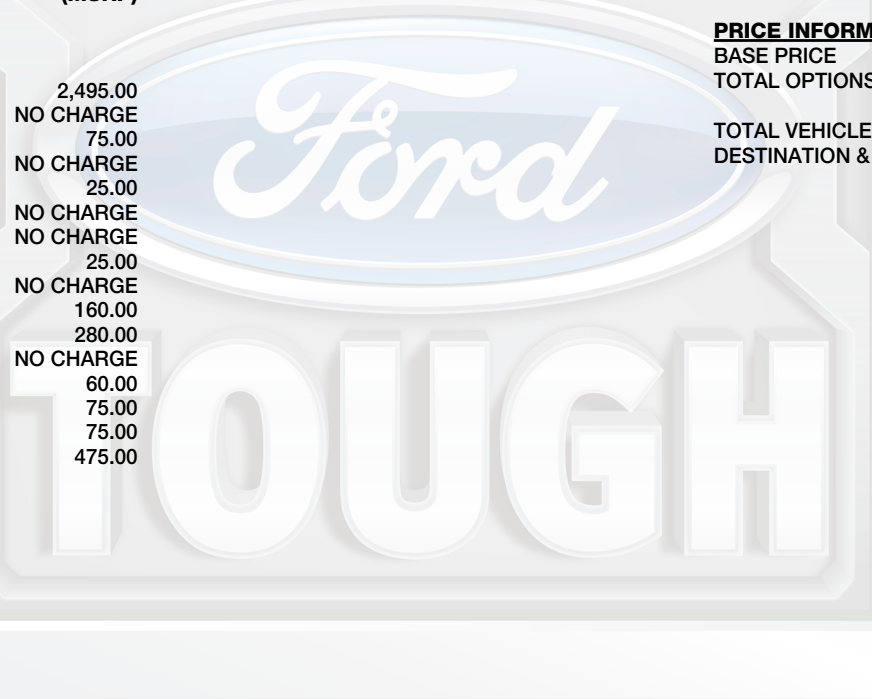 2,495.00
NO CHARGE
75.00
NO CHARGE
25.00
NO CHARGE
NO CHARGE
25.00
NO CHARGE
160.00
280.00
NO CHARGE
60.00
75.00
75.00
475.00
PRICE
BASE PRICE
TOTAL OPTIONS
TOTAL VEHICLE
DESTINATION &
Ford
TOUGH